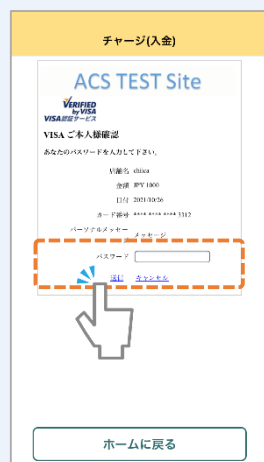 チャージ(入金)
ACS TEST Site
VERIFIED
by VISA
VISA認証サービス
VISA ご本人様確認
あなたのパスワードを入力して下さい。
店舗名 chiica
金額 JPY 1000
日付 2021/10/26
カード番号 **** **** **** 3312
パーソナルメッセージ メッセージ
パスワード
送信 キャンセル
ホームに戻る